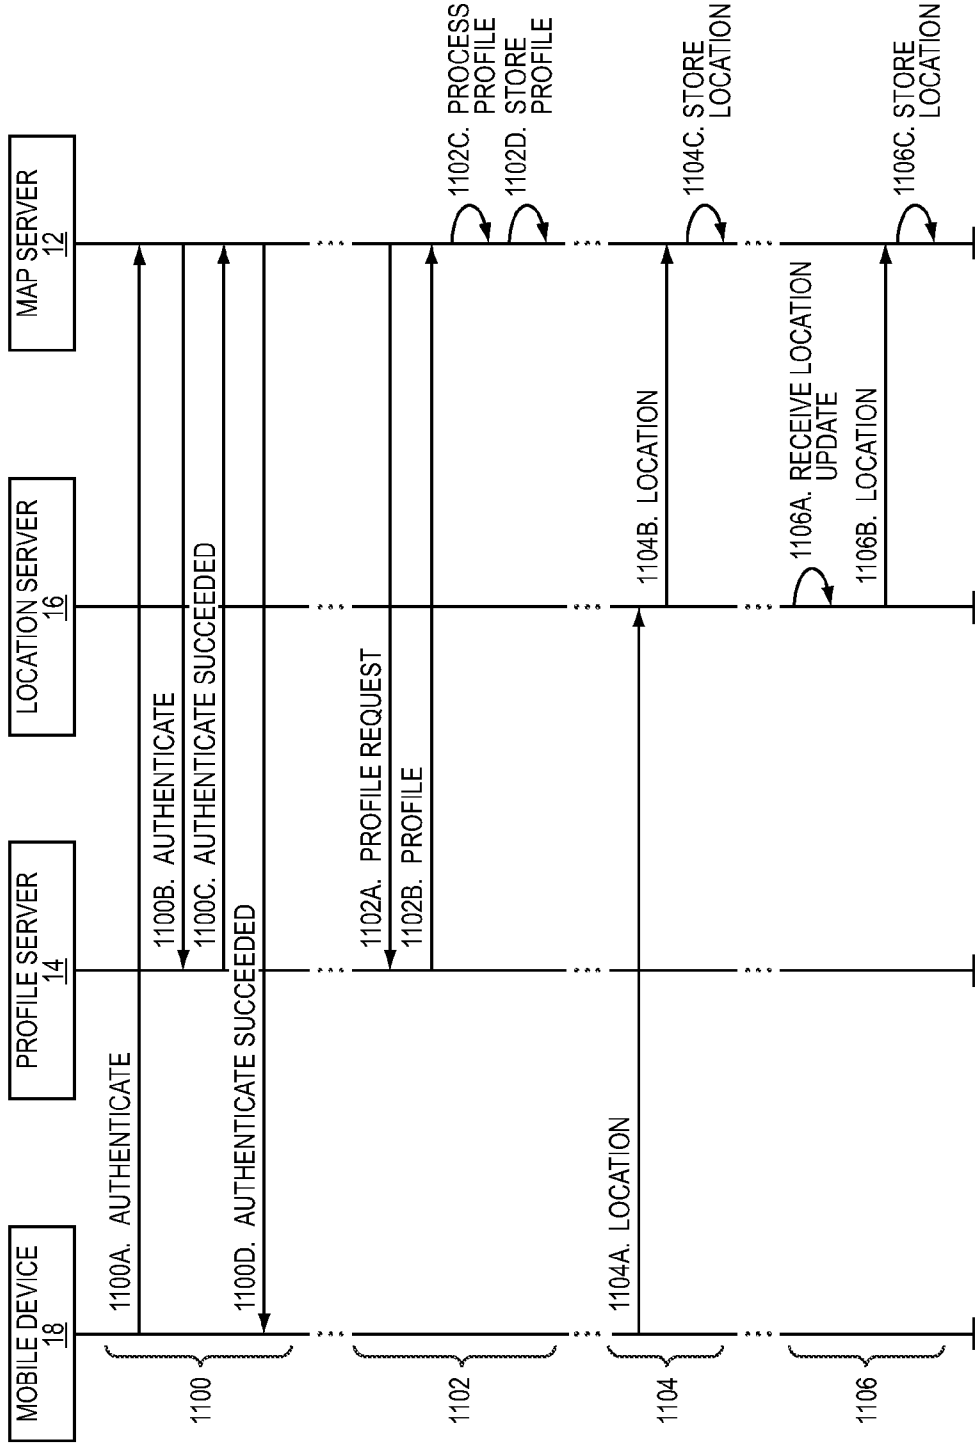 MOBILE DEVICE
18
PROFILE SERVER
14
LOCATION SERVER
16
MAP SERVER
12
1100
1100A. AUTHENTICATE
1100B. AUTHENTICATE
1100C. AUTHENTICATE SUCCEEDED
1100D. AUTHENTICATE SUCCEEDED
1102
1102A. PROFILE REQUEST
1102B. PROFILE
1102C. PROCESS
PROFILE
1102D. STORE
PROFILE
1104
1104A. LOCATION
1104B. LOCATION
1104C. STORE
LOCATION
1106
1106A. RECEIVE LOCATION
UPDATE
1106B. LOCATION
1106C. STORE
LOCATION